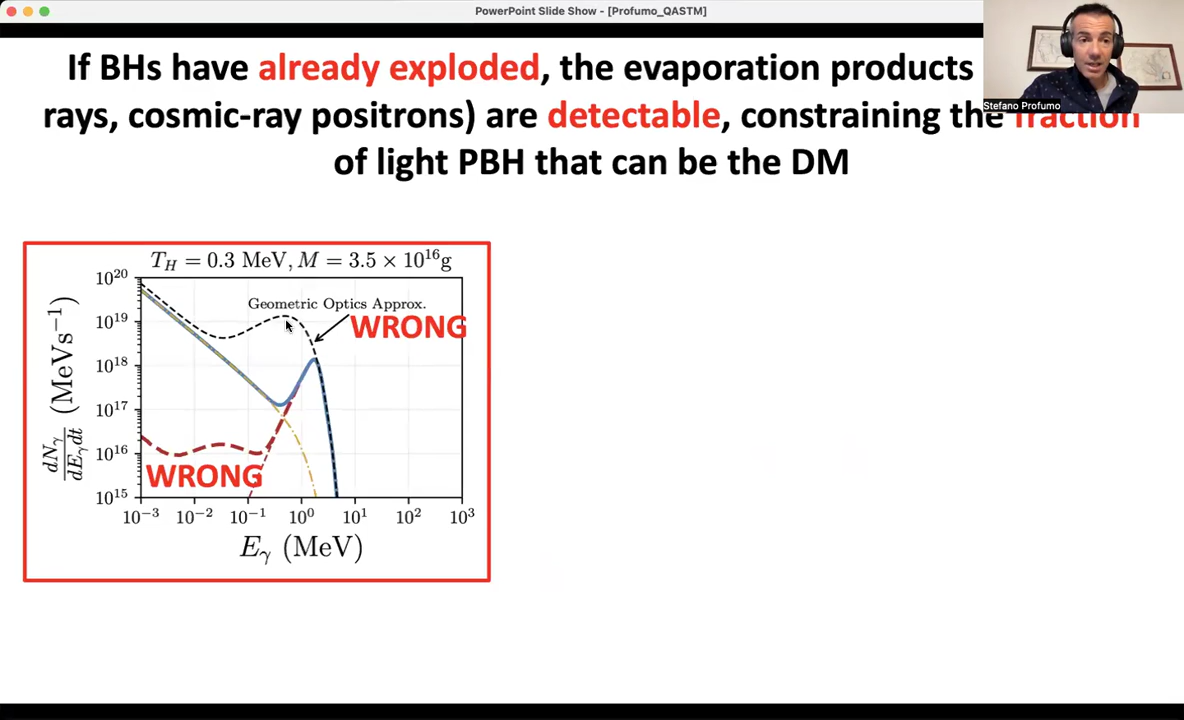 PowerPoint Slide Show - [Profumo_QASTM]
If BHs have already exploded, the evaporation products
rays, cosmic-ray positrons) are detectable, constraining the fraction
of light PBH that can be the DM
Stefano Profumo
T_H = 0.3 MeV, M = 3.5 × 10^16 g
Geometric Optics Approx.
WRONG
WRONG
10^20
10^19
10^18
10^17
10^16
10^15
dN_γ/dE_γdt (MeVs^−1)
10^−3 10^−2 10^−1 10^0 10^1 10^2 10^3
E_γ (MeV)